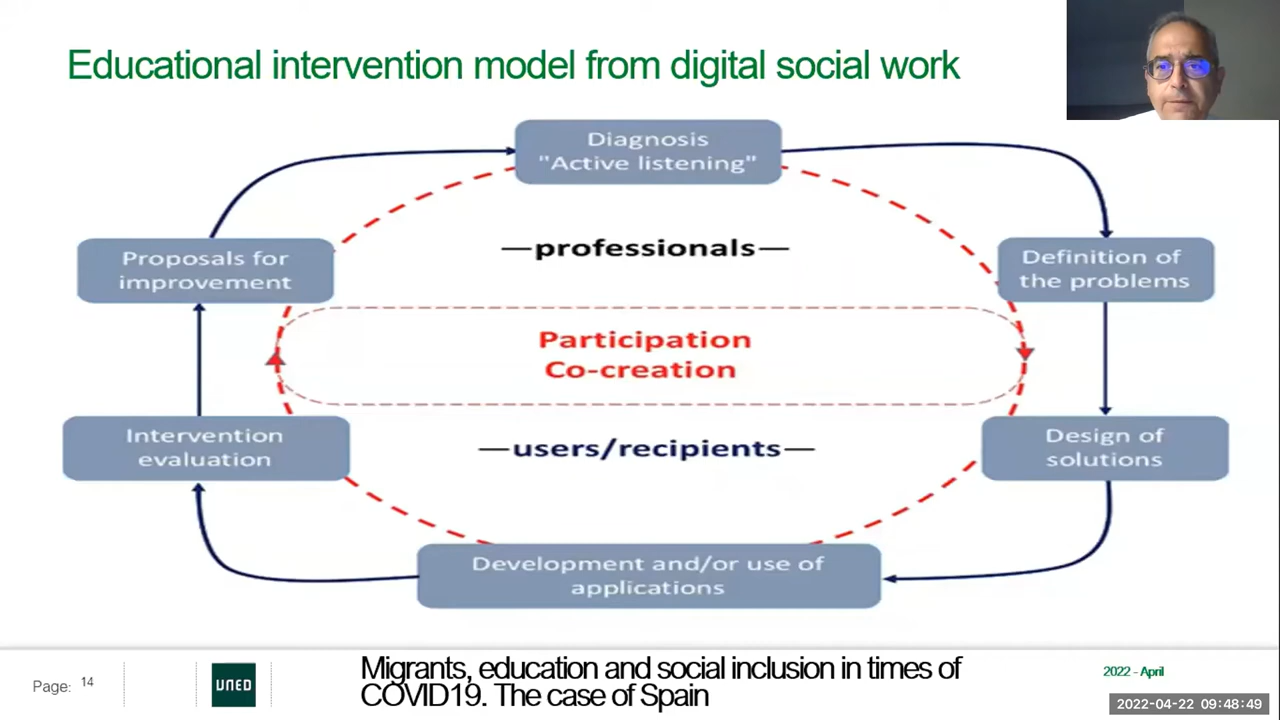 Educational intervention model from digital social work
Diagnosis
"Active listening"
Proposals for
improvement
—professionals—
Definition of
the problems
Participation
Co-creation
Intervention
evaluation
—users/recipients—
Design of
solutions
Development and/or use of
applications
Page: 14
UNED
Migrants, education and social inclusion in times of
COVID19. The case of Spain
2022 - April
2022-04-22 09:48:49